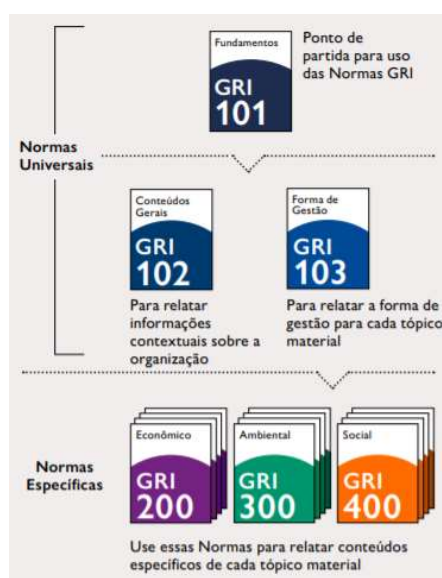 Fundamentos
GRI
101
Ponto de
partida para uso
das Normas GRI
Normas
Universais
Conteúdos
Gerais
GRI
102
Forma de
Gestão
GRI
103
Para relatar
informações
contextuais sobre a
organização
Para relatar a forma de
gestão para cada tópico
material
Normas
Específicas
Econômico
GRI
200
Ambiental
GRI
300
Social
GRI
400
Use essas Normas para relatar conteúdos
específicos de cada tópico material